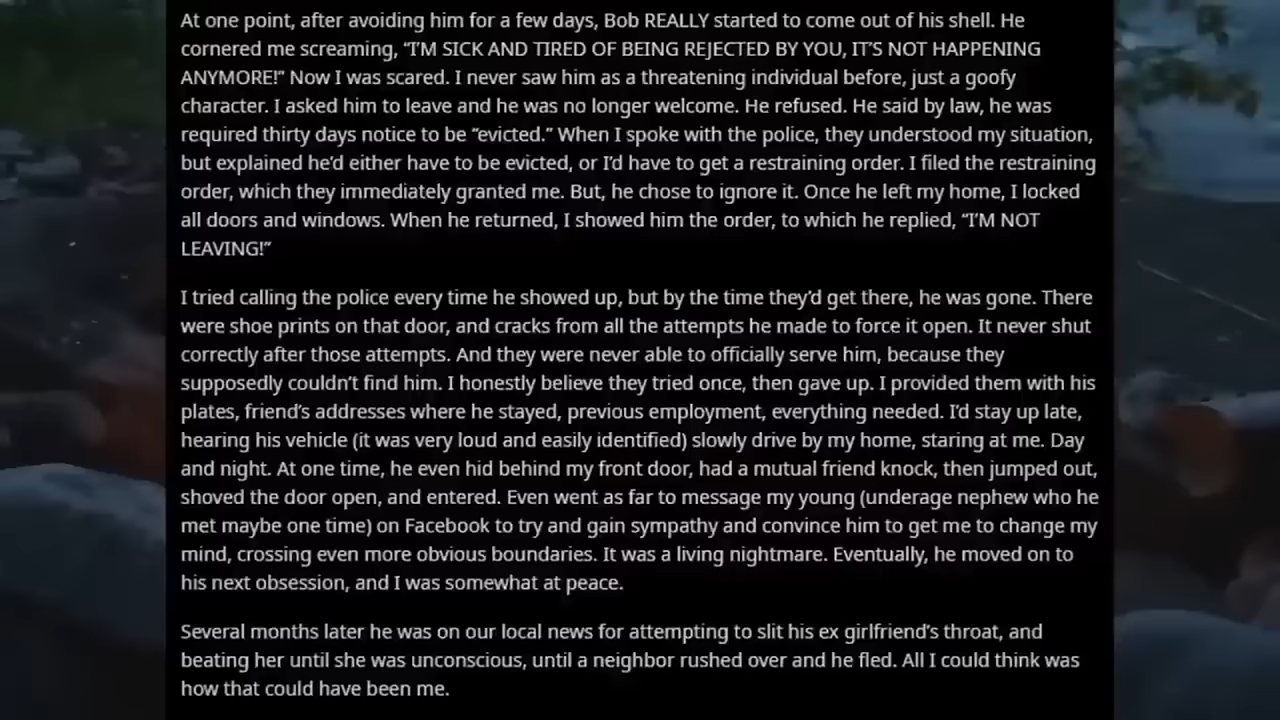 At one point, after avoiding him for a few days, Bob REALLY started to come out of his shell. He
cornered me screaming, “I’M SICK AND TIRED OF BEING REJECTED BY YOU, IT’S NOT HAPPENING
ANYMORE!” Now I was scared. I never saw him as a threatening individual before, just a goofy
character. I asked him to leave and he was no longer welcome. He refused. He said by law, he was
required thirty days notice to be “evicted.” When I spoke with the police, they understood my situation,
but explained he’d either have to be evicted, or I’d have to get a restraining order. I filed the restraining
order, which they immediately granted me. But, he chose to ignore it. Once he left my home, I locked
all doors and windows. When he returned, I showed him the order, to which he replied, “I’M NOT
LEAVING!”
I tried calling the police every time he showed up, but by the time they’d get there, he was gone. There
were shoe prints on that door, and cracks from all the attempts he made to force it open. It never shut
correctly after those attempts. And they were never able to officially serve him, because they
supposedly couldn’t find him. I honestly believe they tried once, then gave up. I provided them with his
plates, friend’s addresses where he stayed, previous employment, everything needed. I’d stay up late,
hearing his vehicle (it was very loud and easily identified) slowly drive by my home, staring at me. Day
and night. At one time, he even hid behind my front door, had a mutual friend knock, then jumped out,
shoved the door open, and entered. Even went as far to message my young (underage nephew who he
met maybe one time) on Facebook to try and gain sympathy and convince him to get me to change my
mind, crossing even more obvious boundaries. It was a living nightmare. Eventually, he moved on to
his next obsession, and I was somewhat at peace.
Several months later he was on our local news for attempting to slit his ex girlfriend’s throat, and
beating her until she was unconscious, until a neighbor rushed over and he fled. All I could think was
how that could have been me.